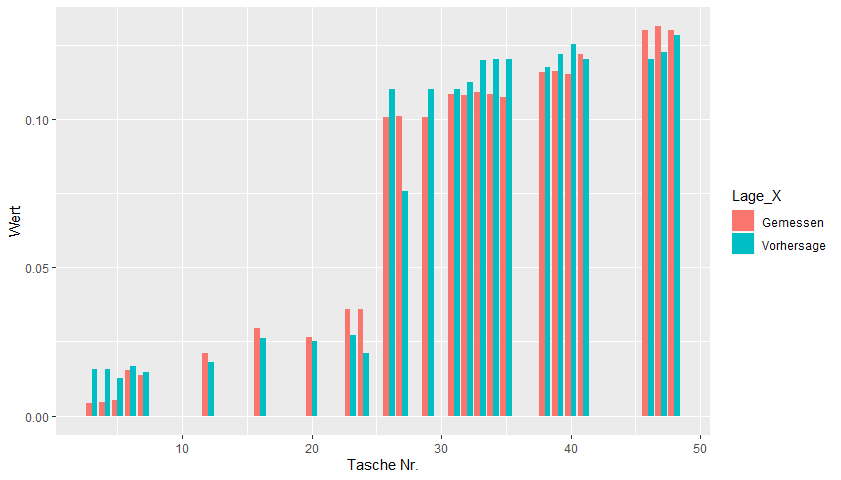 Wert
0.10
0.05
0.00
10 20 30 40 50
Tasche Nr.
Lage_X
Gemessen
Vorhersage